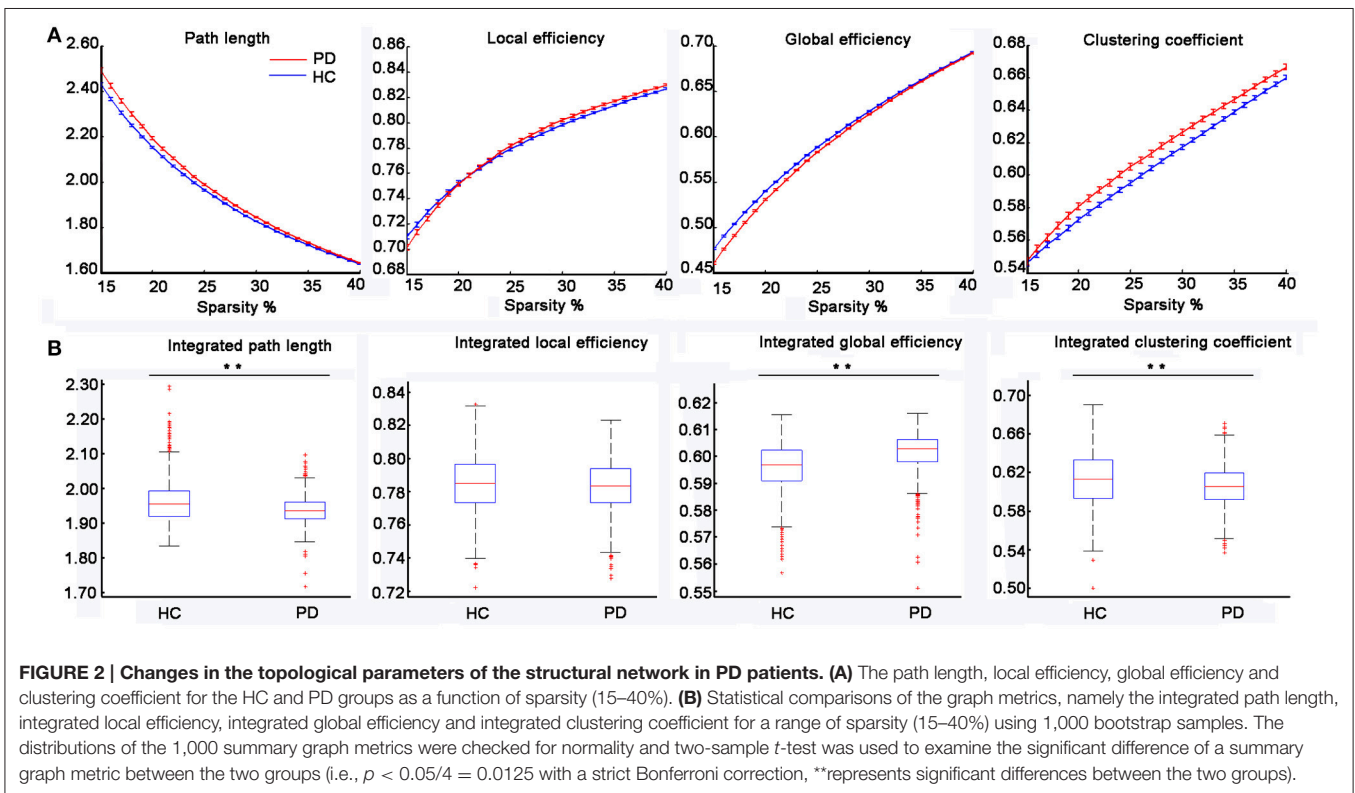 A
Path length
Local efficiency
Global efficiency
Clustering coefficient
PD
HC
2.60
2.40
2.20
2.00
1.80
1.60
15 20 25 30 35 40
Sparsity %
0.86
0.84
0.82
0.80
0.78
0.76
0.74
0.72
0.70
0.68
15 20 25 30 35 40
Sparsity %
0.70
0.65
0.60
0.55
0.50
0.45
15 20 25 30 35 40
Sparsity %
0.68
0.66
0.64
0.62
0.60
0.58
0.56
0.54
15 20 25 30 35 40
Sparsity %
B
Integrated path length
Integrated local efficiency
Integrated global efficiency
Integrated clustering coefficient
**
2.30
2.20
2.10
2.00
1.90
1.80
1.70
HC PD
0.84
0.82
0.80
0.78
0.76
0.74
0.72
HC PD
**
0.62
0.61
0.60
0.59
0.58
0.57
0.56
0.55
HC PD
**
0.70
0.66
0.62
0.58
0.54
0.50
HC PD
FIGURE 2 | Changes in the topological parameters of the structural network in PD patients. (A) The path length, local efficiency, global efficiency and
clustering coefficient for the HC and PD groups as a function of sparsity (15–40%). (B) Statistical comparisons of the graph metrics, namely the integrated path length,
integrated local efficiency, integrated global efficiency and integrated clustering coefficient for a range of sparsity (15–40%) using 1,000 bootstrap samples. The
distributions of the 1,000 summary graph metrics were checked for normality and two-sample t-test was used to examine the significant difference of a summary
graph metric between the two groups (i.e., p < 0.05/4 = 0.0125 with a strict Bonferroni correction, **represents significant differences between the two groups).